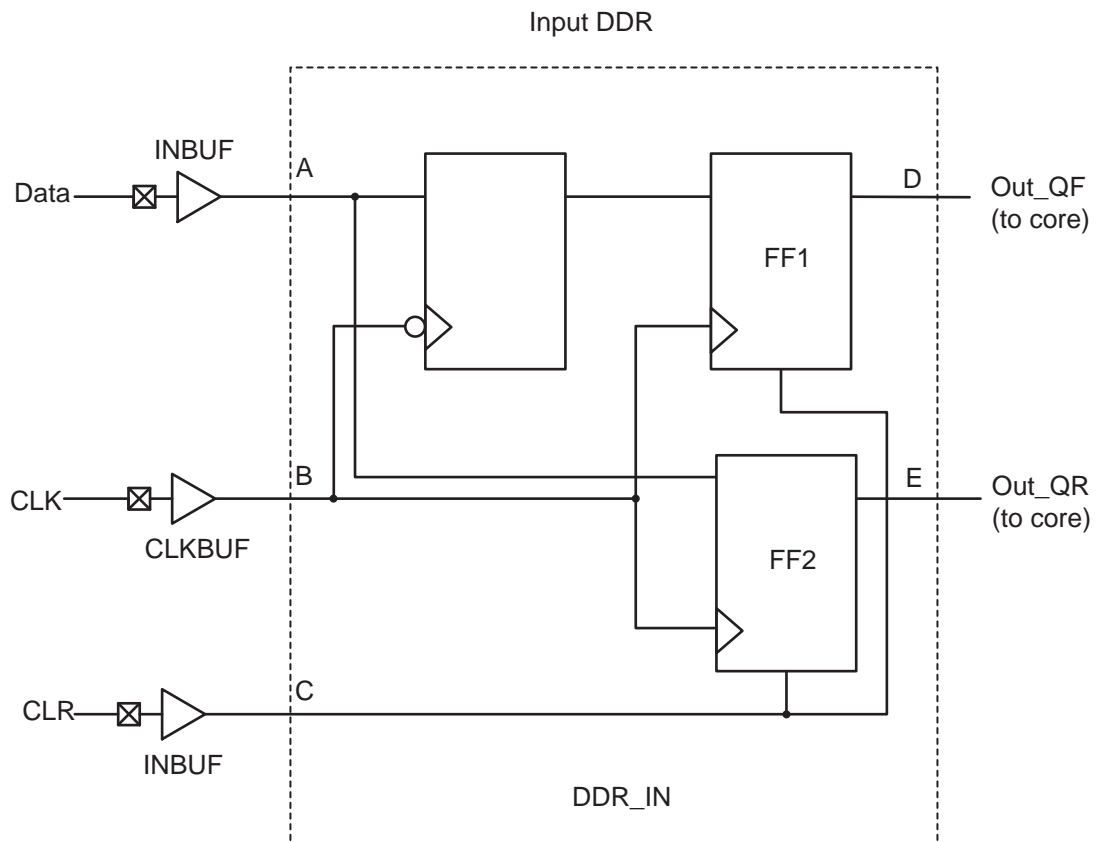 Input DDR
INBUF
A
D
Data
Out_QF
(to core)
FF1
B
E
CLK
Out_QR
(to core)
CLKBUF
FF2
C
CLR
INBUF
DDR_IN